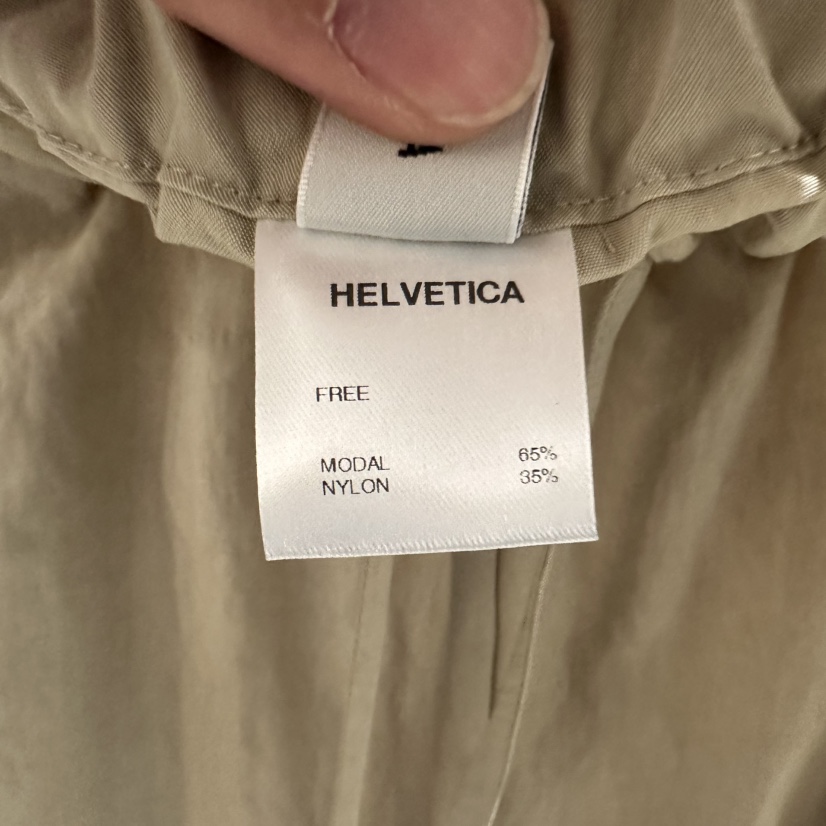 HELVETICA
FREE
MODAL 65%
NYLON 35%